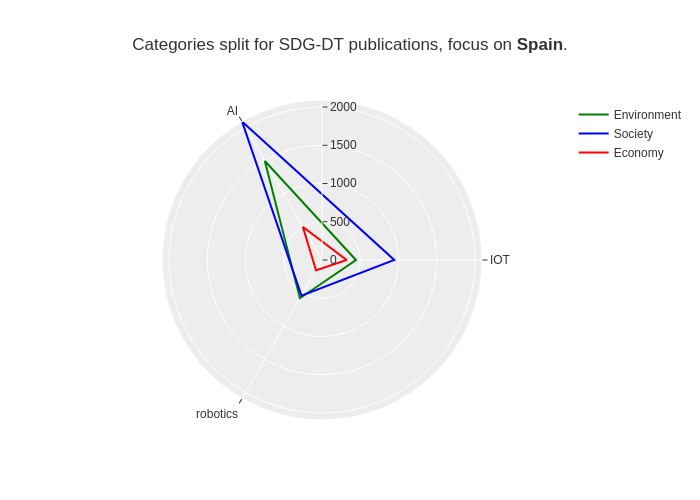 Categories split for SDG-DT publications, focus on Spain.
AI
2000
1500
1000
500
0
IOT
robotics
Environment
Society
Economy